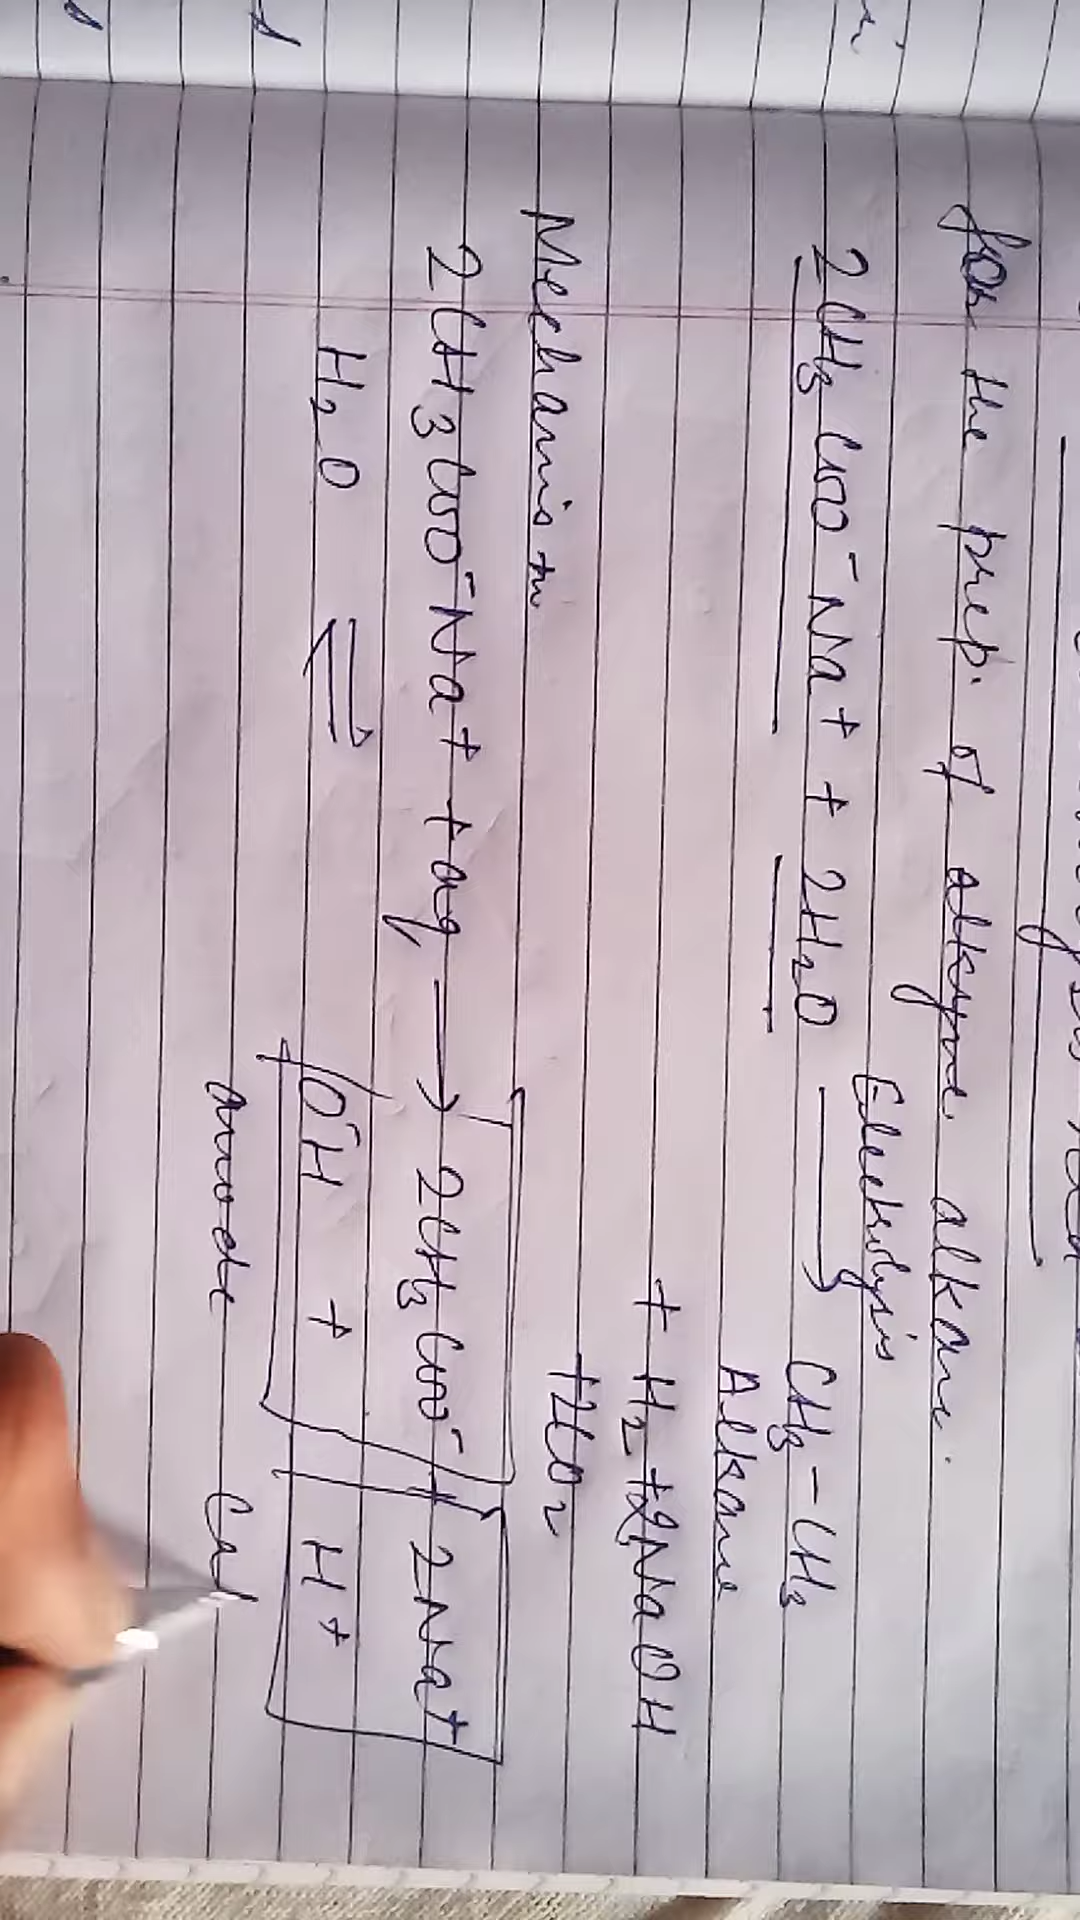 for the prep. of alkyne alkane.
Electrolysis
2CH3COO⁻Na+ + 2H2O ⟶ CH3-CH3
Alkane
+ H2 + 2NaOH
+2CO2
Mechanism
2CH3COO⁻Na+ + aq ⟶ 2CH3COO⁻ + 2Na+
H2O ⇌ OH⁻ + H+
anode Cat